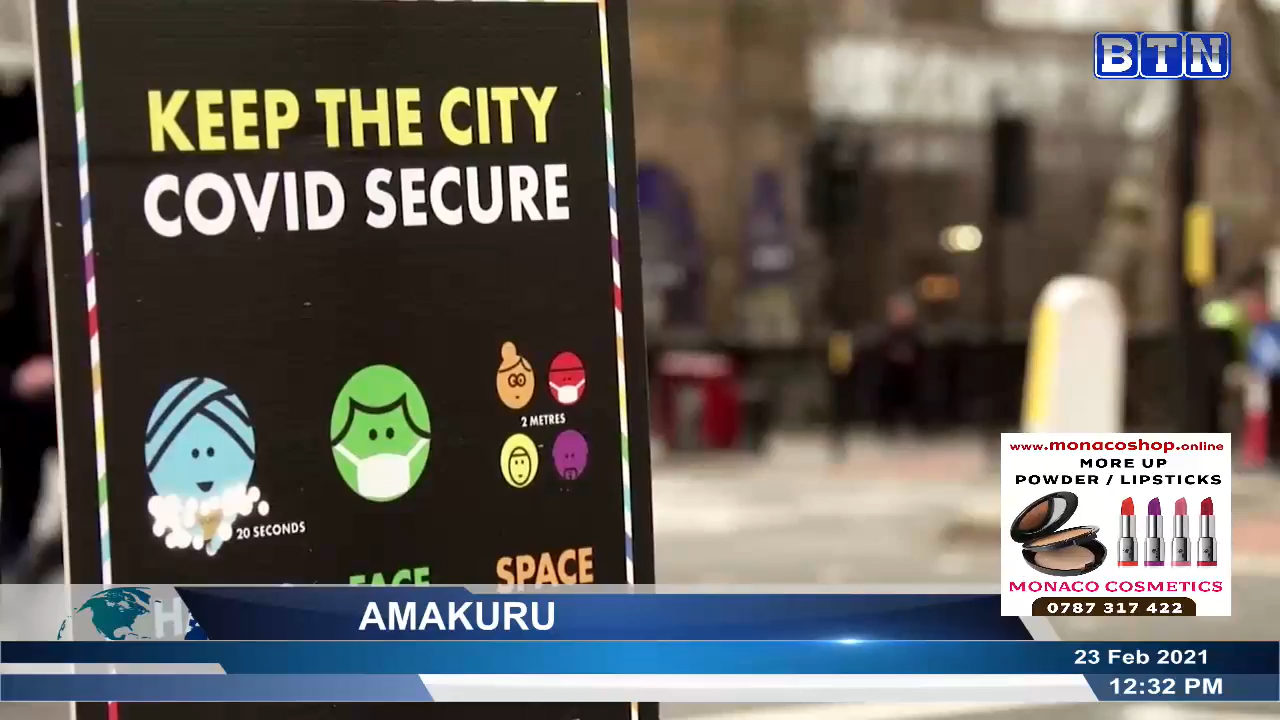 KEEP THE CITY
COVID SECURE
BTN
2 METRES
20 SECONDS
FACE
SPACE
www.monacoshop.online
MORE UP
POWDER / LIPSTICKS
MONACO COSMETICS
0787 317 422
AMAKURU
23 Feb 2021
12:32 PM